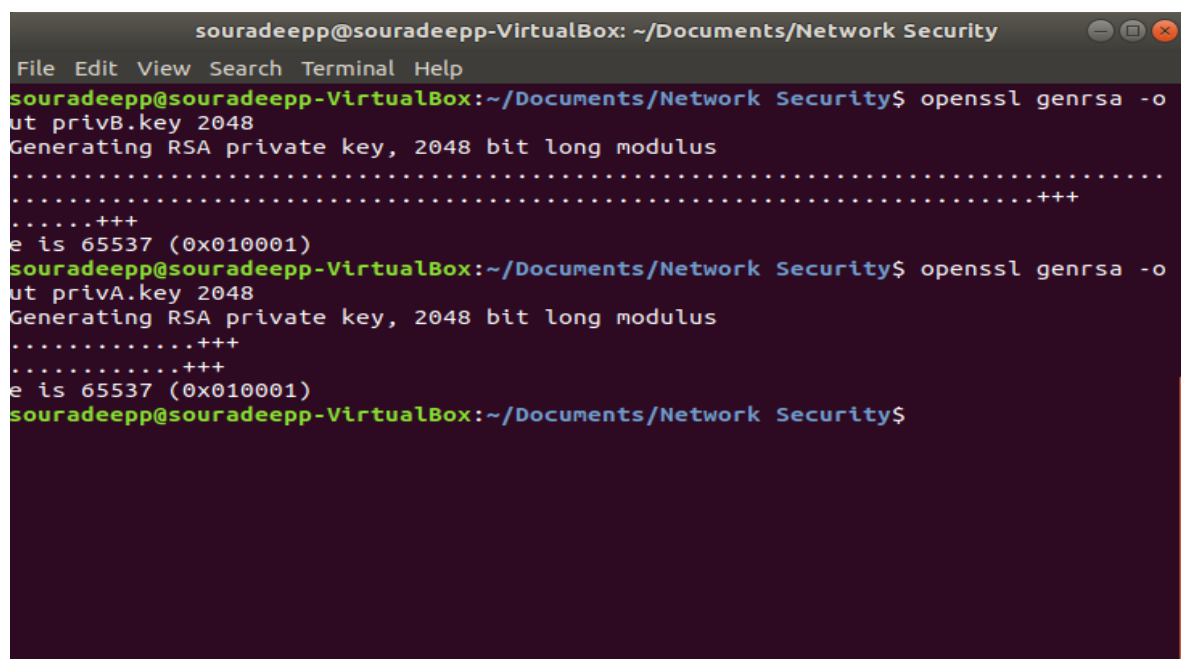 souradeepp@souradeepp-VirtualBox: ~/Documents/Network Security
File Edit View Search Terminal Help
souradeepp@souradeepp-VirtualBox:~/Documents/Network Security$ openssl genrsa -o
ut privB.key 2048
Generating RSA private key, 2048 bit long modulus
................................................................................
.......................................................................+++
......+++
e is 65537 (0x010001)
souradeepp@souradeepp-VirtualBox:~/Documents/Network Security$ openssl genrsa -o
ut privA.key 2048
Generating RSA private key, 2048 bit long modulus
.............+++
............+++
e is 65537 (0x010001)
souradeepp@souradeepp-VirtualBox:~/Documents/Network Security$